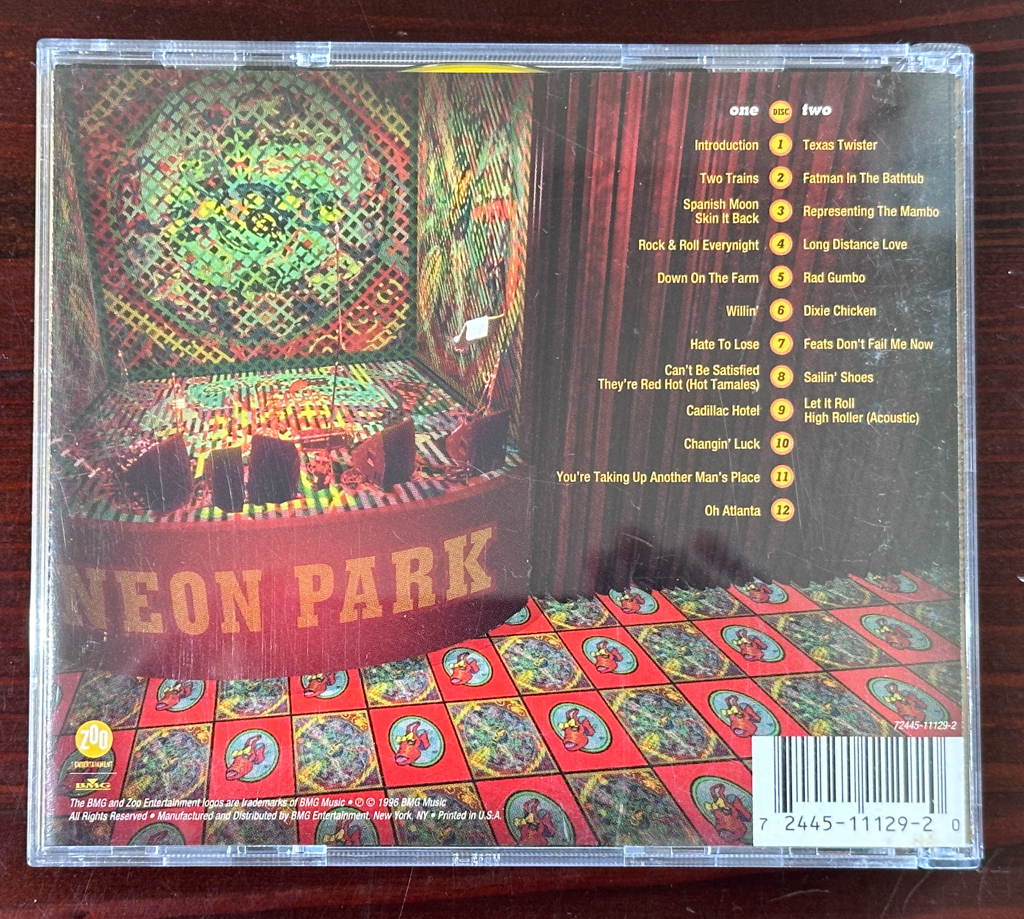 one DISC two
Introduction 1 Texas Twister
Two Trains 2 Fatman In The Bathtub
Spanish Moon
Skin It Back 3 Representing The Mambo
Rock & Roll Everynight 4 Long Distance Love
Down On The Farm 5 Rad Gumbo
Willin' 6 Dixie Chicken
Hate To Lose 7 Feats Don't Fail Me Now
Can't Be Satisfied
They're Red Hot (Hot Tamales) 8 Sailin' Shoes
Cadillac Hotel 9 Let It Roll
High Roller (Acoustic)
Changin' Luck 10
You're Taking Up Another Man's Place 11
Oh Atlanta 12
NEON PARK
72445-11129-2
ZOO
ENTERTAINMENT
BMG
The BMG and Zoo Entertainment logos are trademarks of BMG Music • ℗ © 1996 BMG Music
All Rights Reserved • Manufactured and Distributed by BMG Entertainment, New York, NY • Printed in U.S.A.
7 2445-11129-2 0